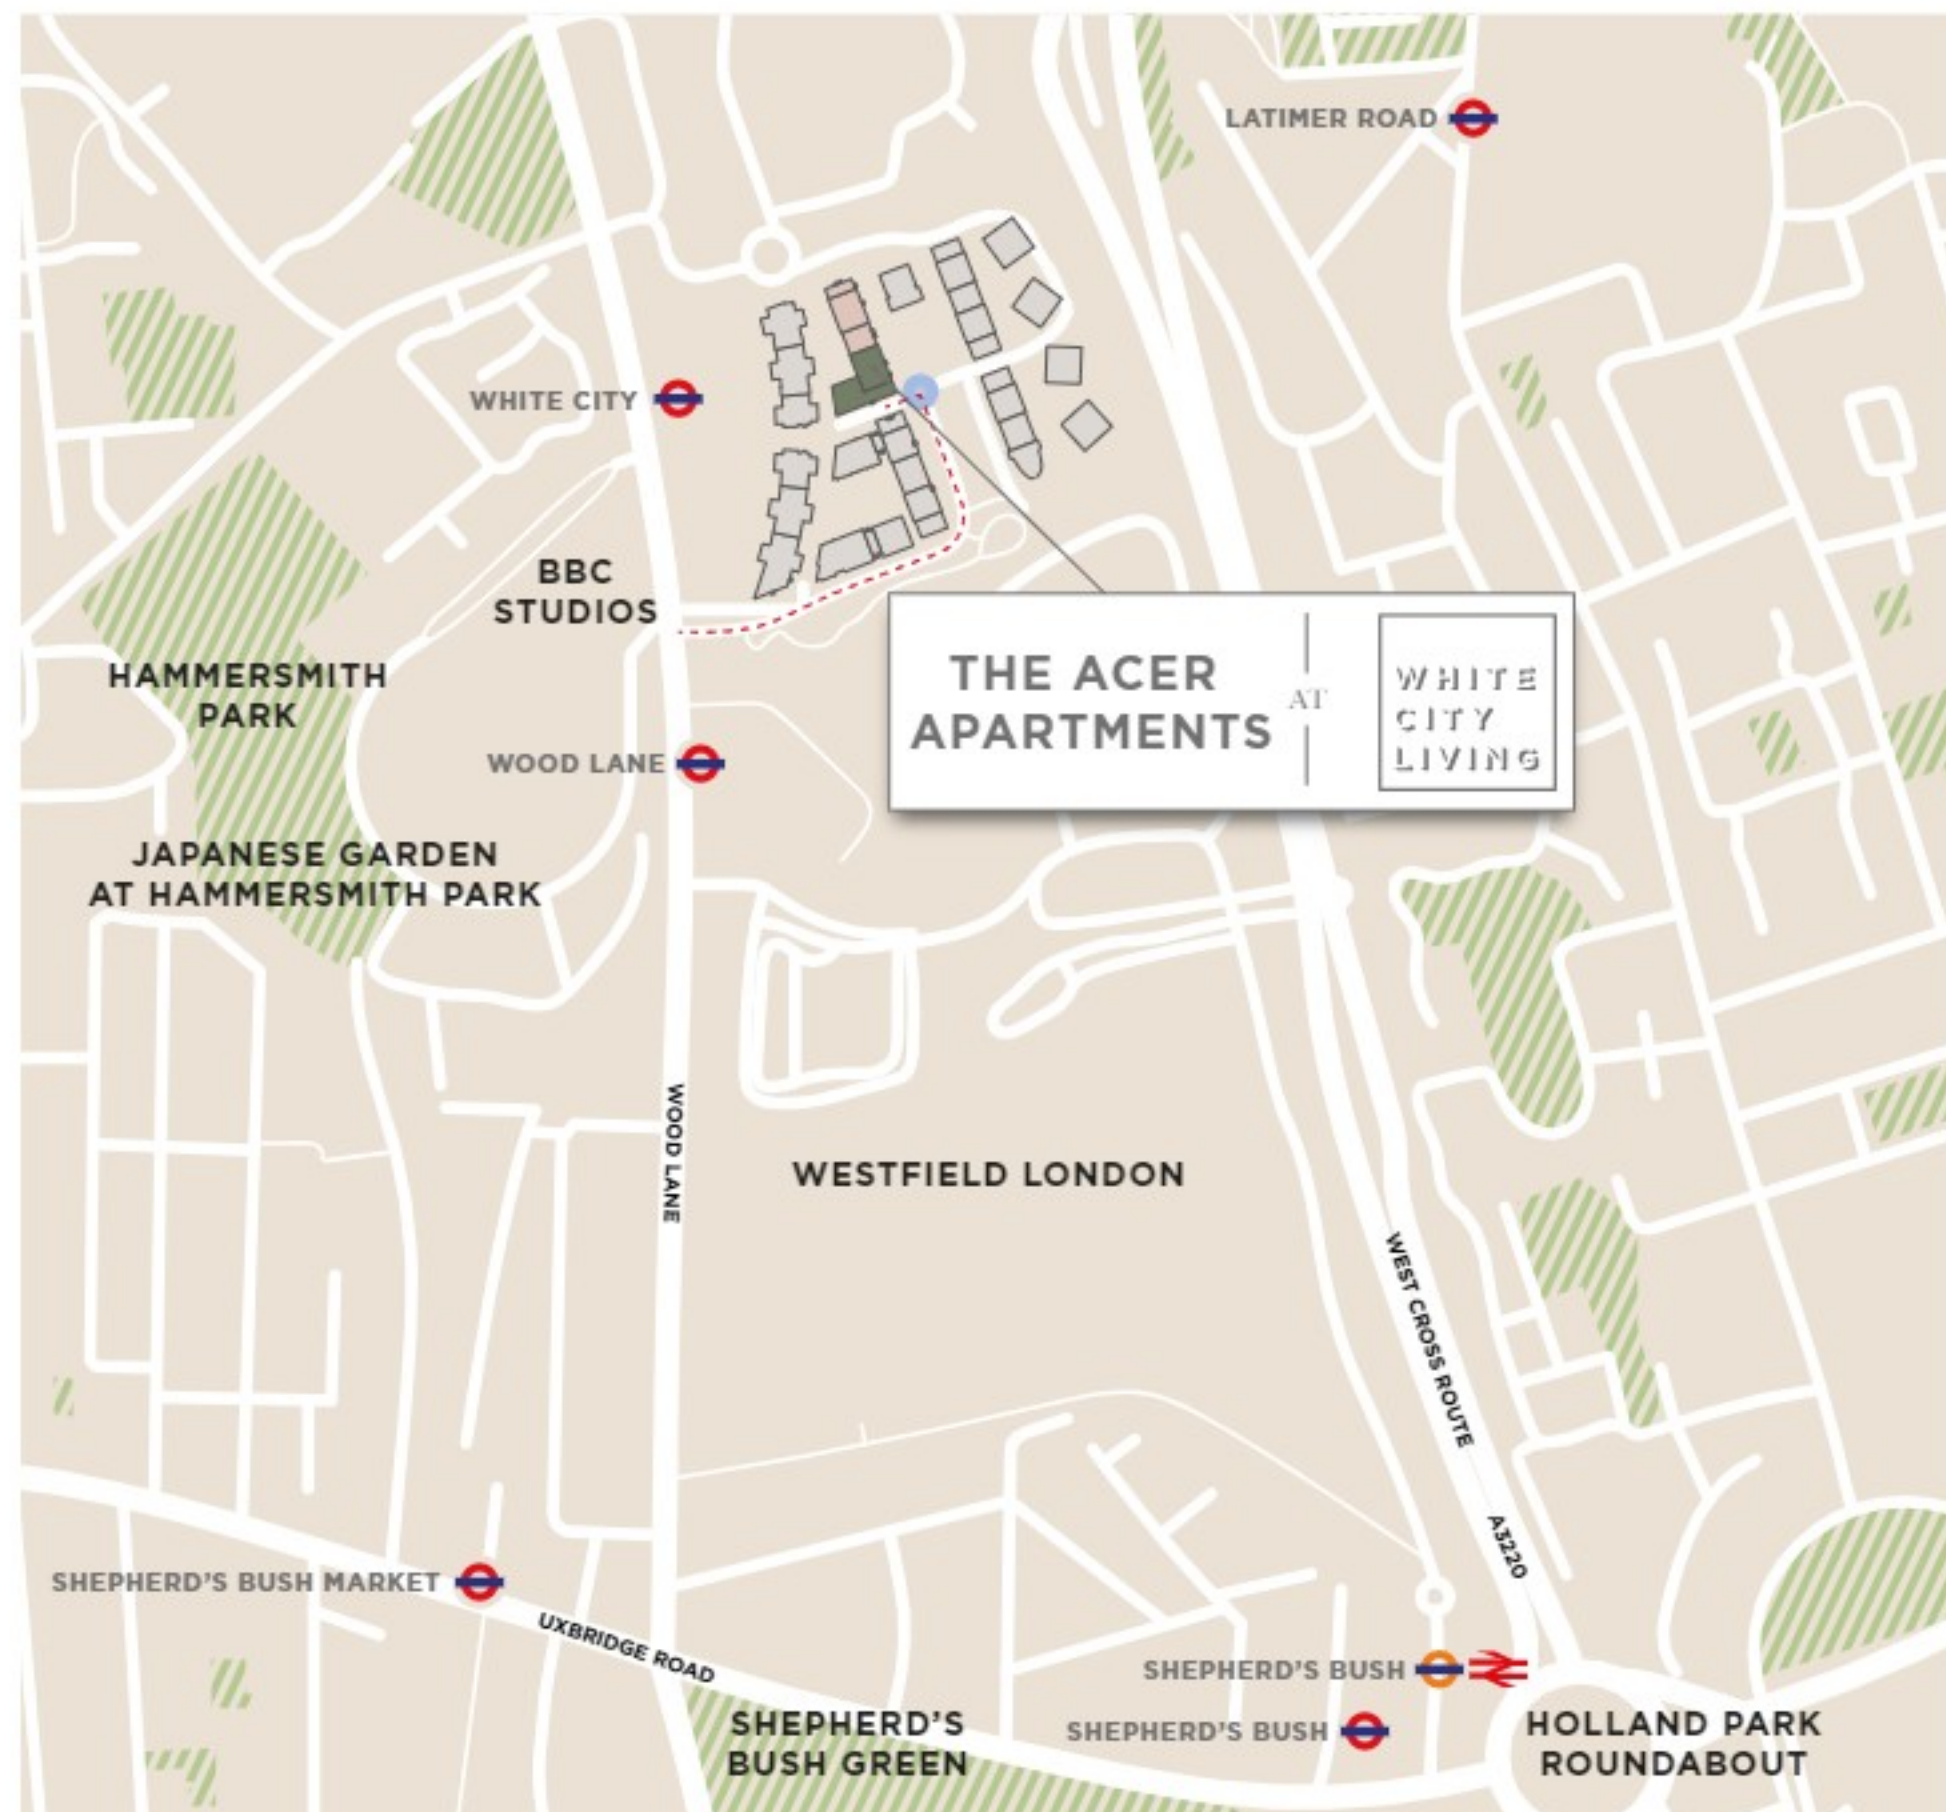 LATIMER ROAD
WHITE CITY
BBC
STUDIOS
HAMMERSMITH
PARK
THE ACER
APARTMENTS
AT
WHITE
CITY
LIVING
WOOD LANE
JAPANESE GARDEN
AT HAMMERSMITH PARK
WOOD LANE
WESTFIELD LONDON
WEST CROSS ROUTE
A3220
SHEPHERD'S BUSH MARKET
UXBRIDGE ROAD
SHEPHERD'S BUSH
SHEPHERD'S BUSH
SHEPHERD'S
BUSH GREEN
HOLLAND PARK
ROUNDABOUT